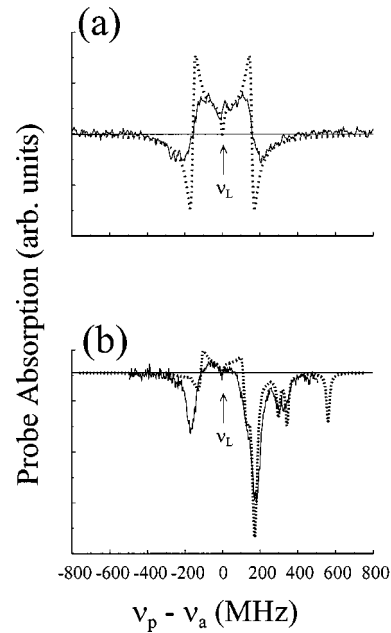 (a)
ν_L
(b)
ν_L
Probe Absorption (arb. units)
-800 -600 -400 -200 0 200 400 600 800
ν_p - ν_a (MHz)